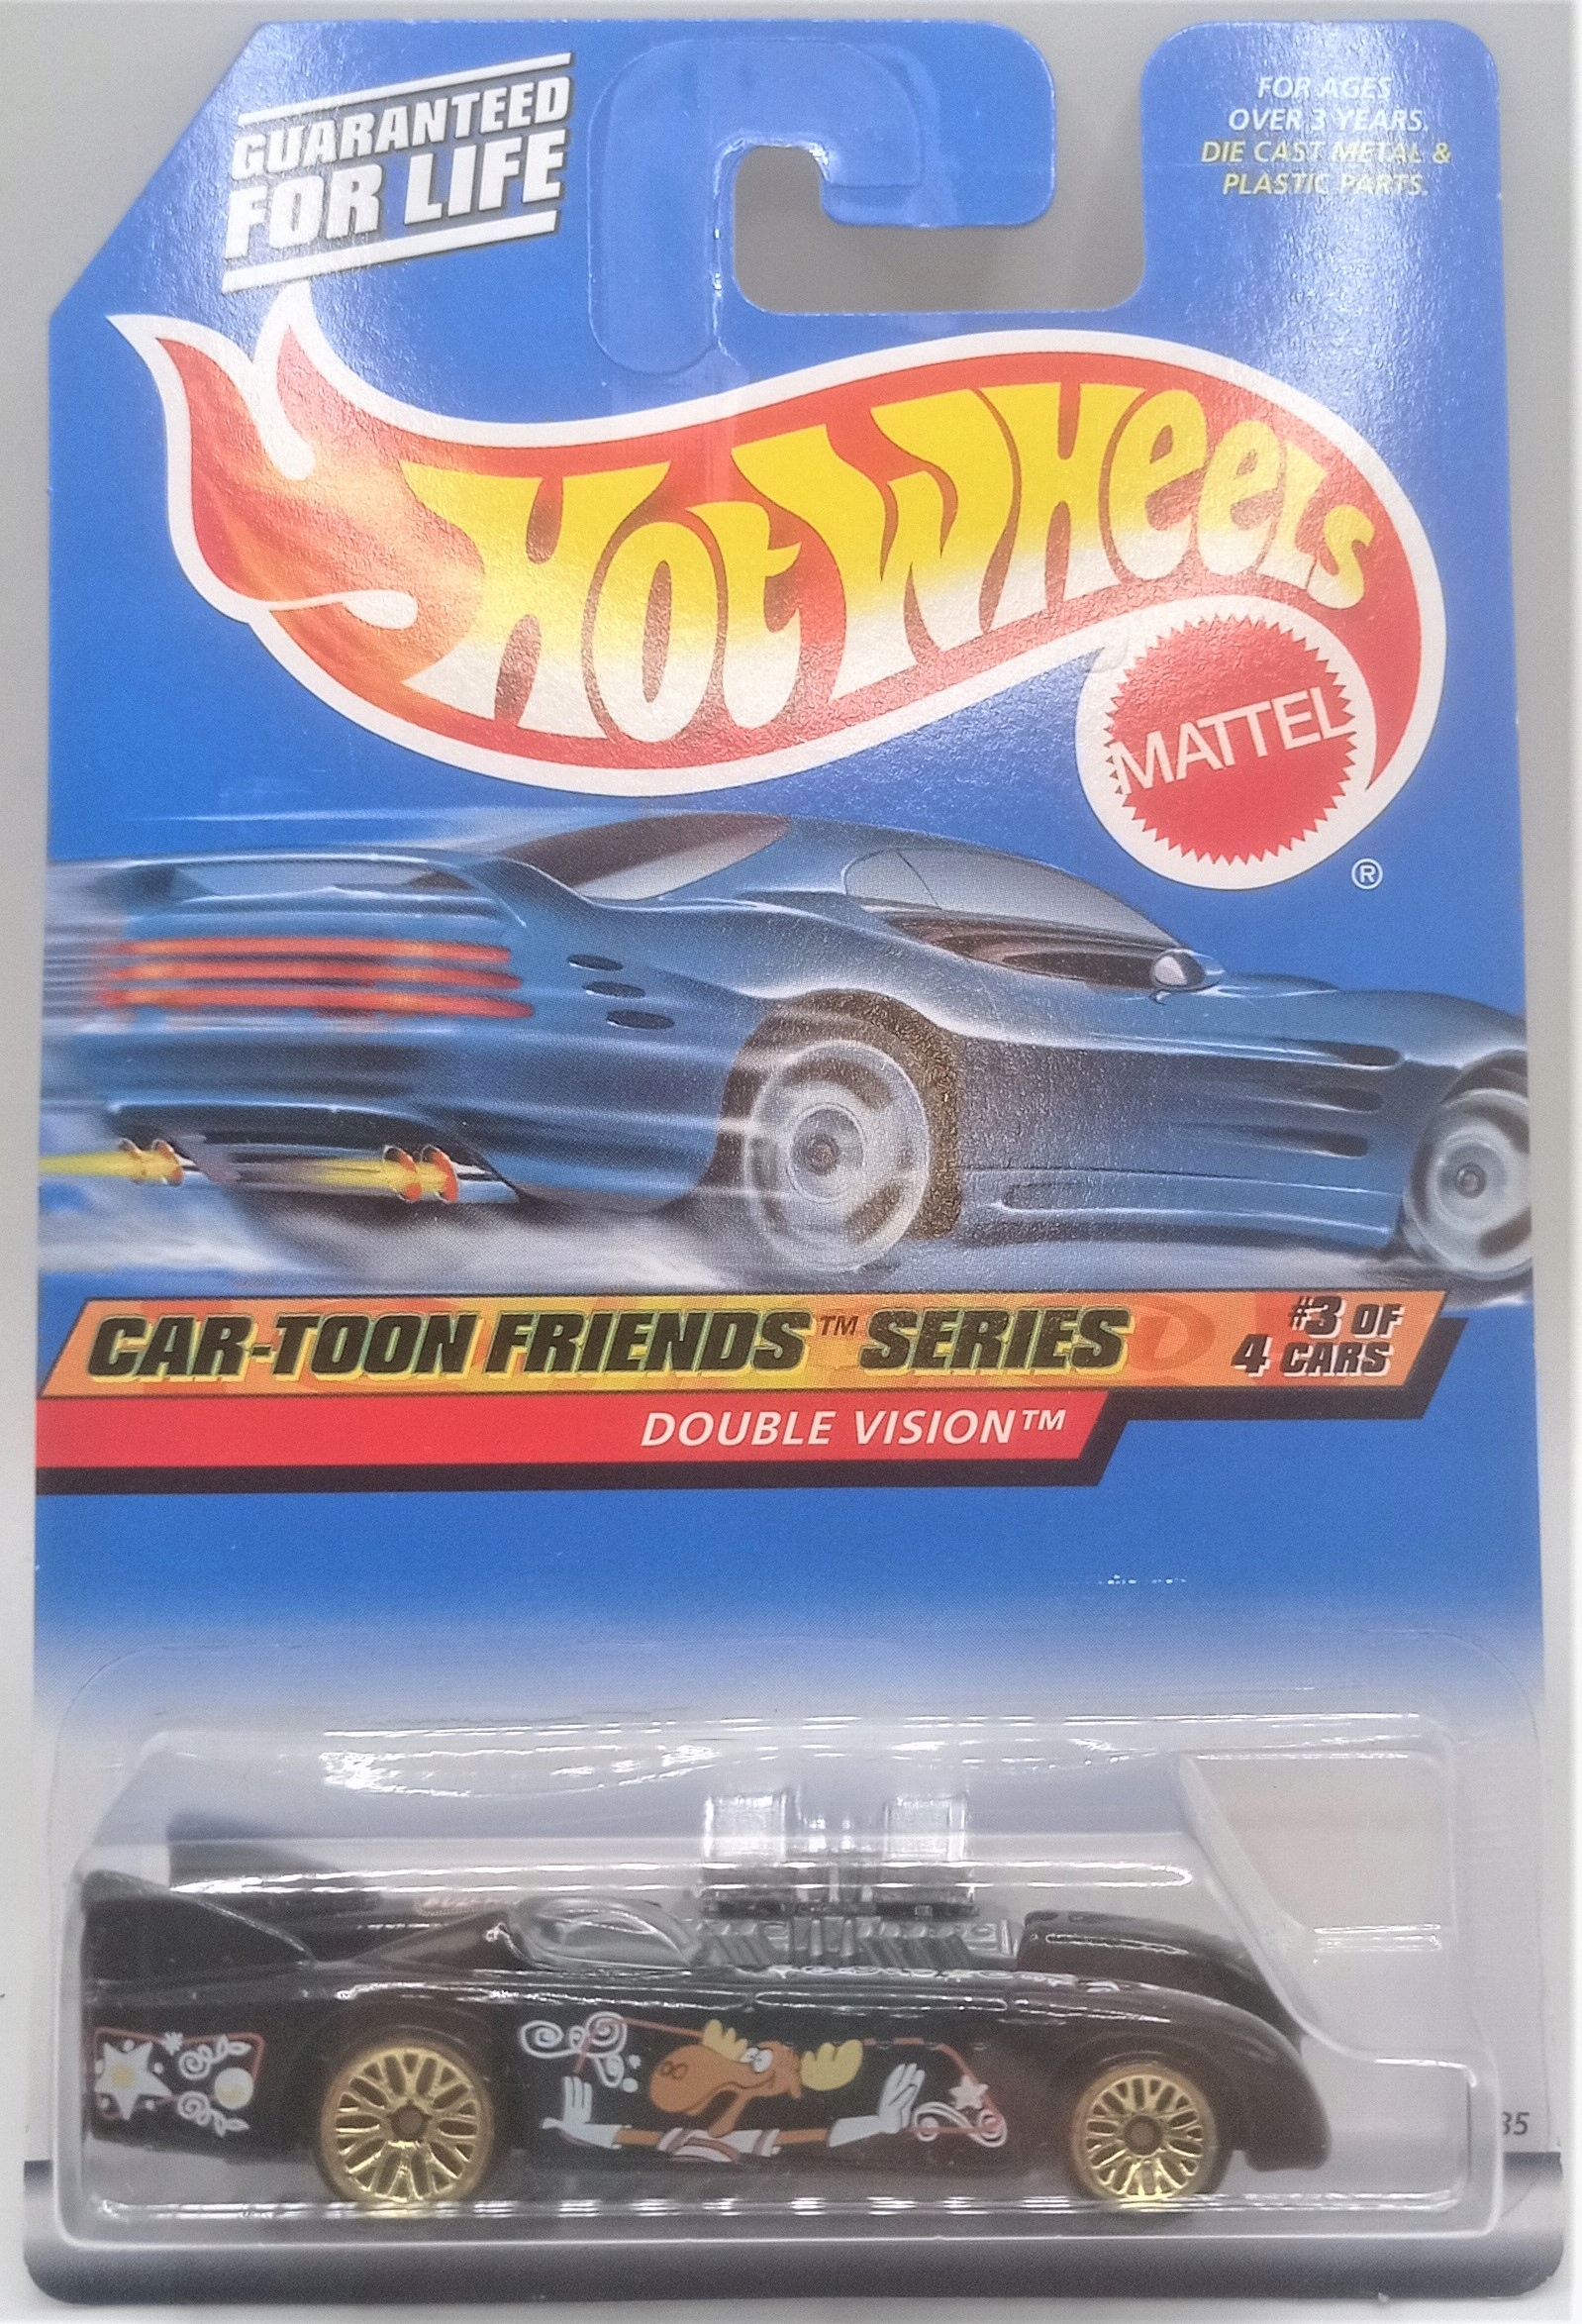 GUARANTEED
FOR LIFE
FOR AGES
OVER 3 YEARS.
DIE CAST METAL &
PLASTIC PARTS.
HOT WHEELS
MATTEL
®
CAR-TOON FRIENDS™ SERIES
#3 OF
4 CARS
DOUBLE VISION™